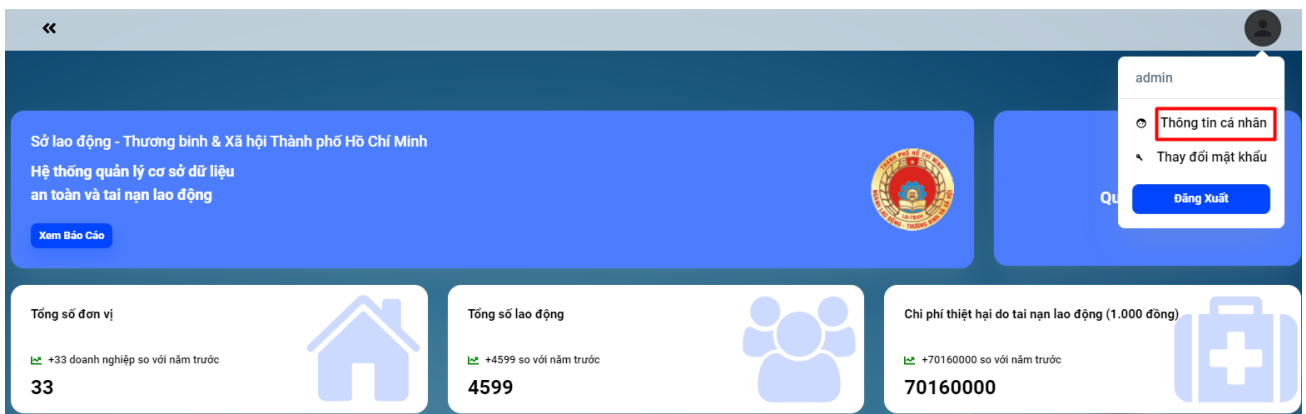 admin
Thông tin cá nhân
Thay đổi mật khẩu
Đăng Xuất
Sở lao động - Thương binh & Xã hội Thành phố Hồ Chí Minh
Hệ thống quản lý cơ sở dữ liệu
an toàn và tai nạn lao động
Xem Báo Cáo
Tổng số đơn vị
+33 doanh nghiệp so với năm trước
33
Tổng số lao động
+4599 so với năm trước
4599
Chi phí thiệt hại do tai nạn lao động (1.000 đồng)
+70160000 so với năm trước
70160000